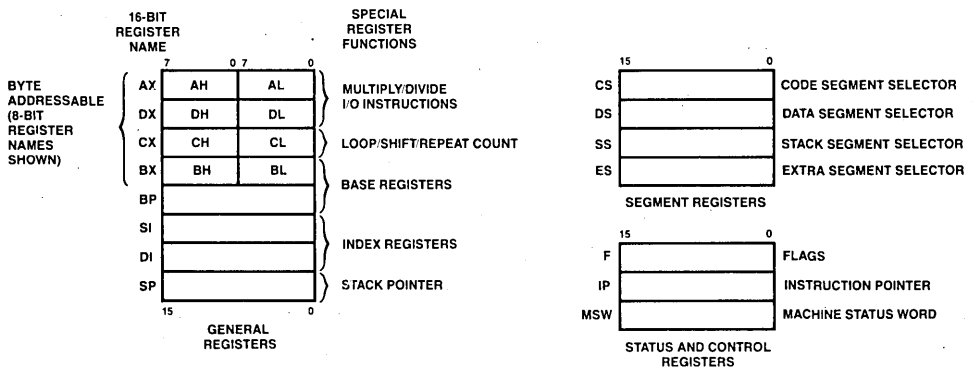 16-BIT
REGISTER
NAME
SPECIAL
REGISTER
FUNCTIONS
7 0 7 0
BYTE
ADDRESSABLE
(8-BIT
REGISTER
NAMES
SHOWN)
AX AH AL
DX DH DL
CX CH CL
BX BH BL
BP
SI
DI
SP
MULTIPLY/DIVIDE
I/O INSTRUCTIONS
LOOP/SHIFT/REPEAT COUNT
BASE REGISTERS
INDEX REGISTERS
STACK POINTER
15 0
GENERAL
REGISTERS
15 0
CS CODE SEGMENT SELECTOR
DS DATA SEGMENT SELECTOR
SS STACK SEGMENT SELECTOR
ES EXTRA SEGMENT SELECTOR
SEGMENT REGISTERS
15 0
F FLAGS
IP INSTRUCTION POINTER
MSW MACHINE STATUS WORD
STATUS AND CONTROL
REGISTERS